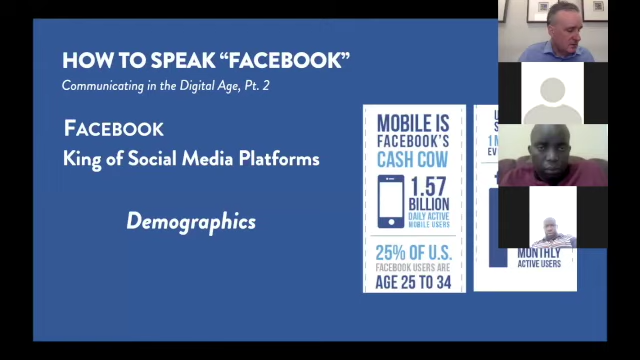 HOW TO SPEAK “FACEBOOK”
Communicating in the Digital Age, Pt. 2
FACEBOOK
King of Social Media Platforms
Demographics
MOBILE IS
FACEBOOK'S
CASH COW
1.57
BILLION
DAILY ACTIVE
MOBILE USERS
25% OF U.S.
FACEBOOK USERS ARE
AGE 25 TO 34
MONTHLY
ACTIVE USERS